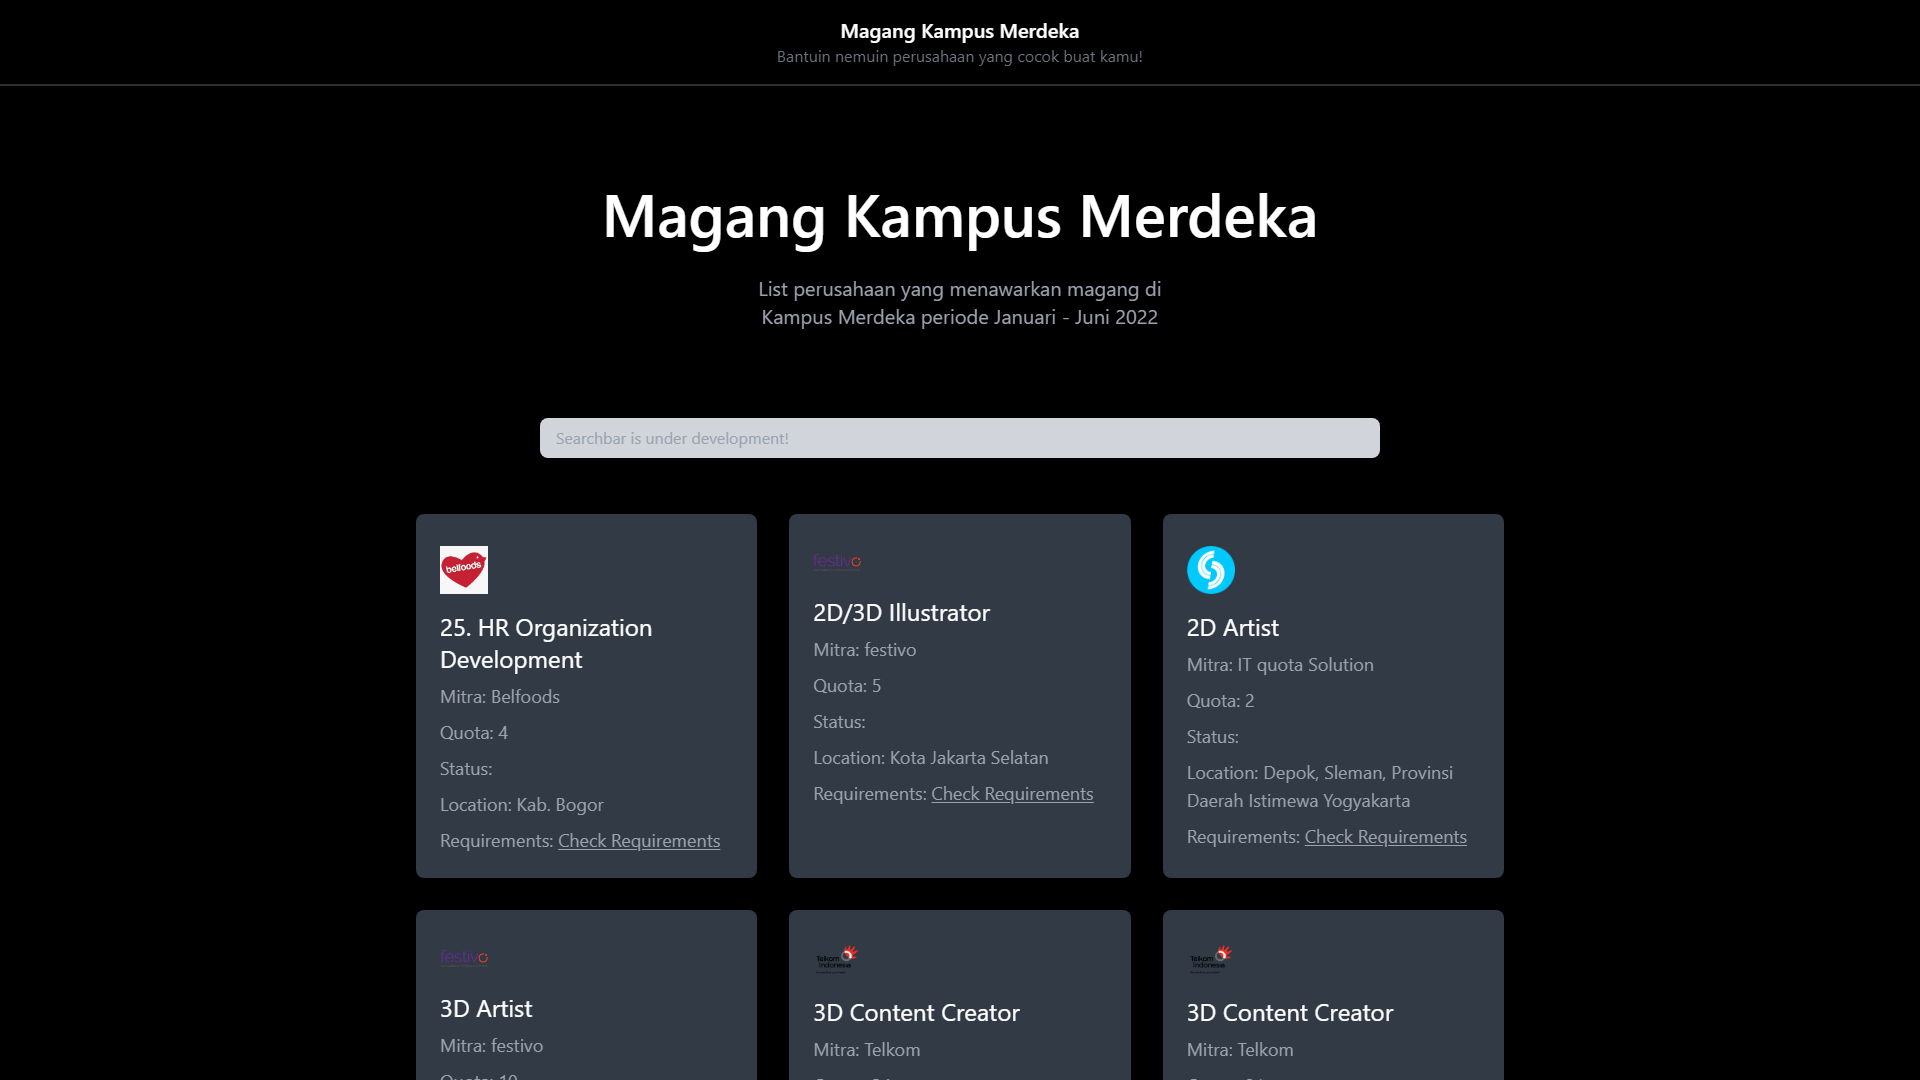 Magang Kampus Merdeka
Bantuin nemuin perusahaan yang cocok buat kamu!
Magang Kampus Merdeka
List perusahaan yang menawarkan magang di
Kampus Merdeka periode Januari - Juni 2022
Searchbar is under development!
belfoods
25. HR Organization
Development
Mitra: Belfoods
Quota: 4
Status:
Location: Kab. Bogor
Requirements: Check Requirements
festivo
2D/3D Illustrator
Mitra: festivo
Quota: 5
Status:
Location: Kota Jakarta Selatan
Requirements: Check Requirements
2D Artist
Mitra: IT quota Solution
Quota: 2
Status:
Location: Depok, Sleman, Provinsi
Daerah Istimewa Yogyakarta
Requirements: Check Requirements
festivo
3D Artist
Mitra: festivo
Quota: 10
Telkom
Indonesia
3D Content Creator
Mitra: Telkom
Telkom
Indonesia
3D Content Creator
Mitra: Telkom